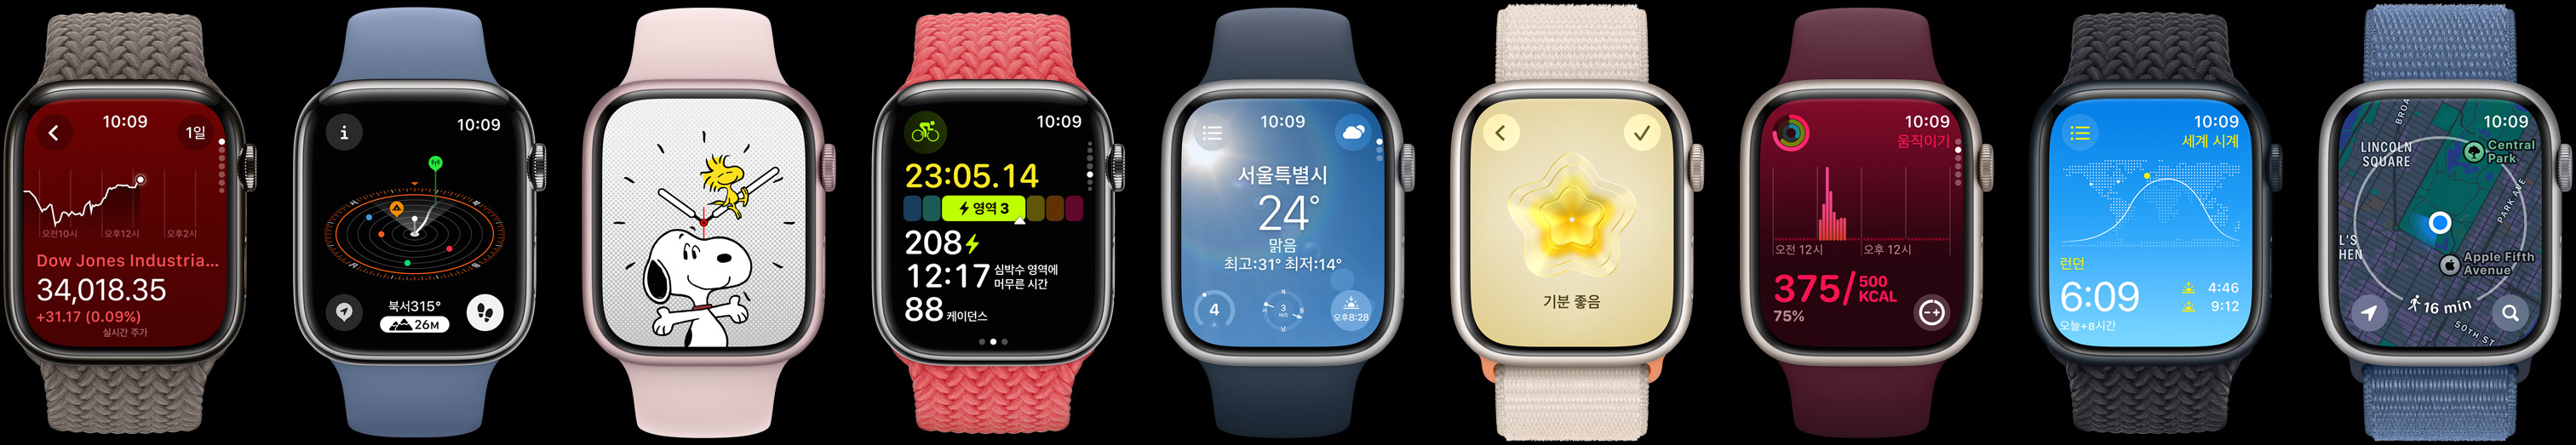 10:09
1일
오전10시
오후12시
오후2시
Dow Jones Industria...
34,018.35
+31.17 (0.09%)
실시간 주가
i
10:09
북서315°
26M
10:09
23:05.14
영역 3
208
12:17 심박수 영역에
머무른 시간
88 케이던스
10:09
서울특별시
24°
맑음
최고:31° 최저:14°
4
N
3
M/S
W
오후8:28
기분 좋음
10:09
움직이기
오전 12시
오후 12시
375/500
KCAL
75%
10:09
세계 시계
런던
6:09
4:46
9:12
오늘+8시간
10:09
BROA
LINCOLN
SQUARE
Central
Park
PARK AVE
L'S
HEN
Apple Fifth
Avenue
16 min
50TH ST